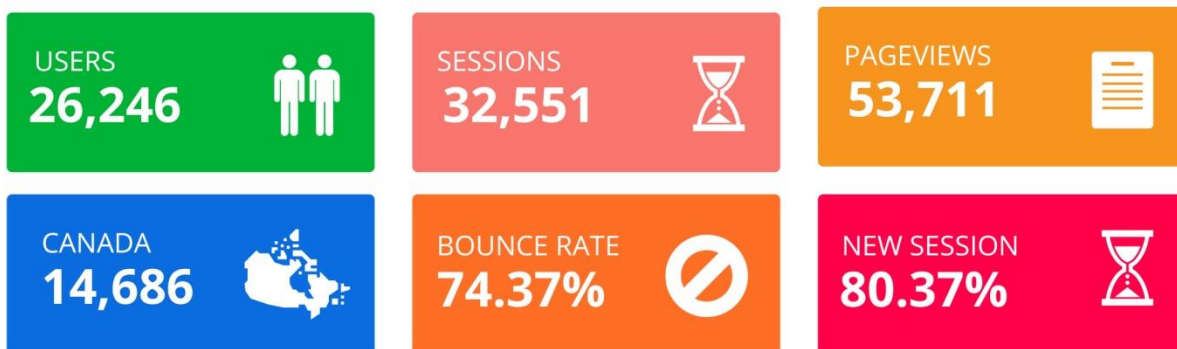 USERS
26,246
SESSIONS
32,551
PAGEVIEWS
53,711
CANADA
14,686
BOUNCE RATE
74.37%
NEW SESSION
80.37%